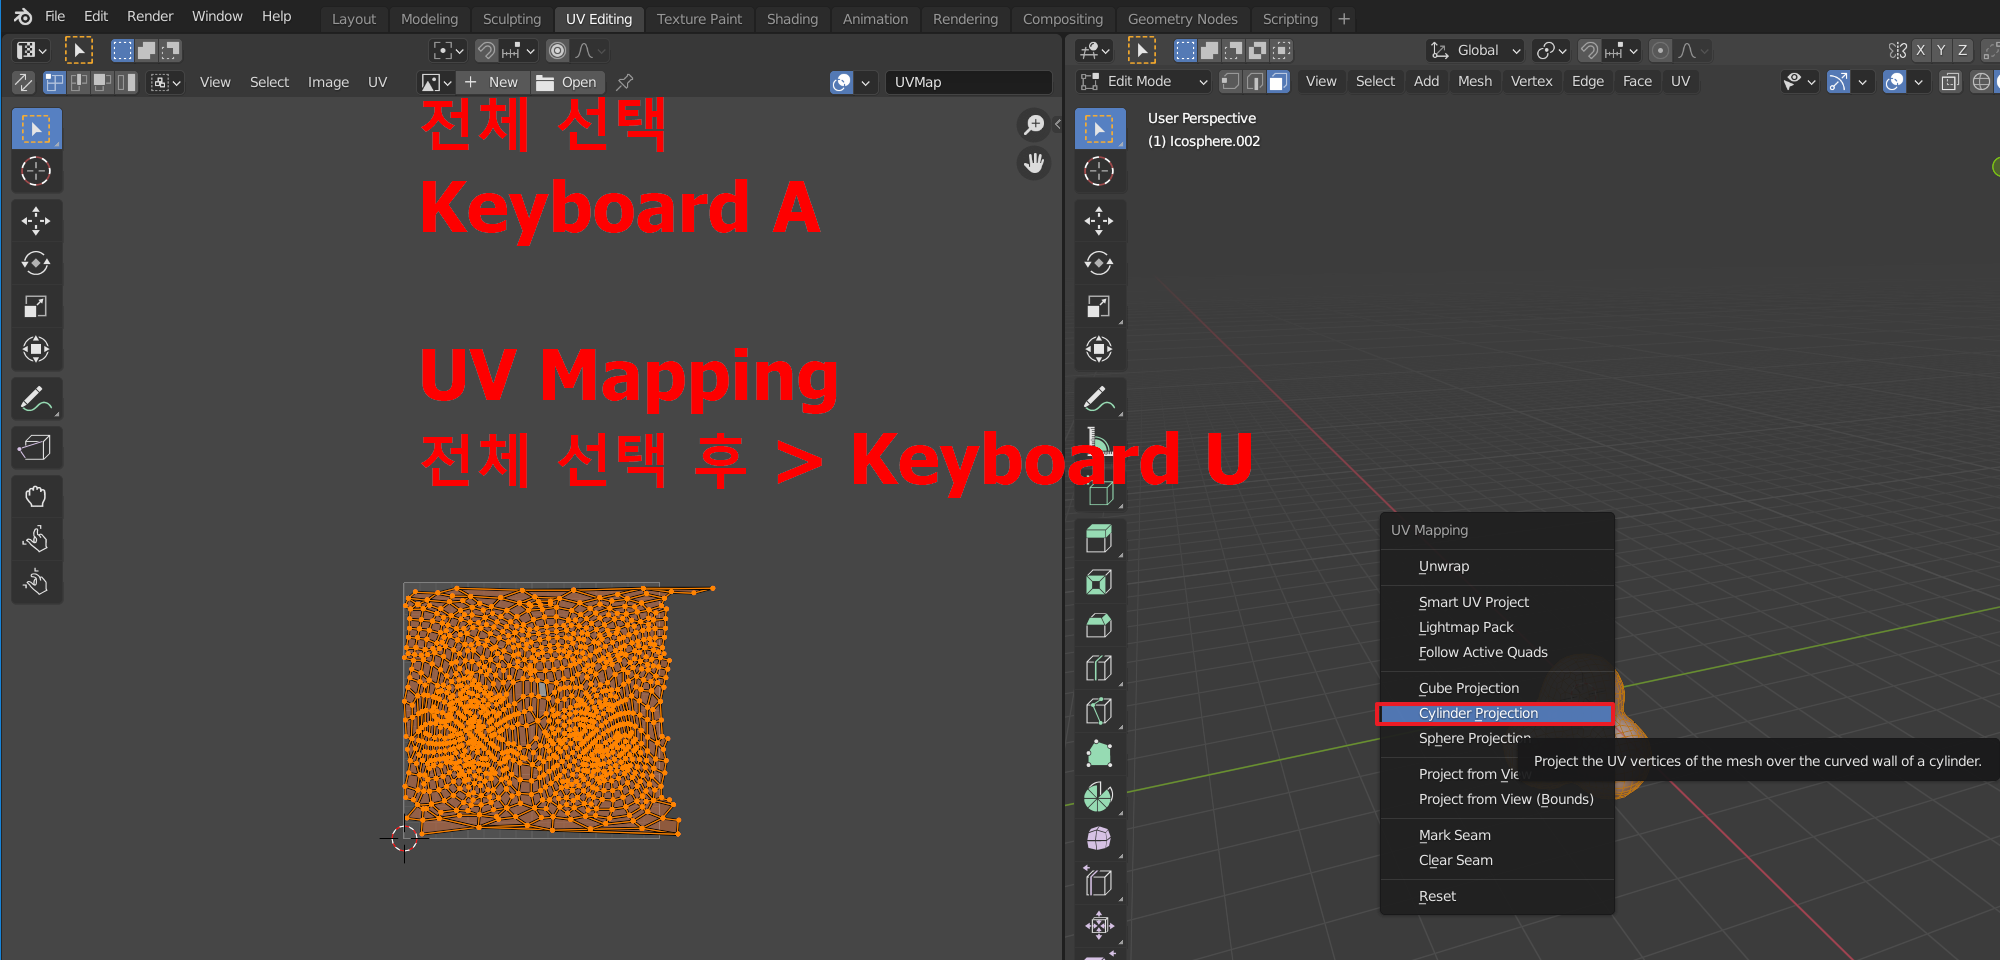 File Edit Render Window Help
Layout Modeling Sculpting UV Editing Texture Paint Shading Animation Rendering Compositing Geometry Nodes Scripting +
Global
X Y Z
View Select Image UV
+ New Open
UVMap
Edit Mode
View Select Add Mesh Vertex Edge Face UV
User Perspective
(1) Icosphere.002
전체 선택
Keyboard A
UV Mapping
전체 선택 후 > Keyboard U
UV Mapping
Unwrap
Smart UV Project
Lightmap Pack
Follow Active Quads
Cube Projection
Cylinder Projection
Sphere Projection
Project the UV vertices of the mesh over the curved wall of a cylinder.
Project from Vie
Project from View (Bounds)
Mark Seam
Clear Seam
Reset